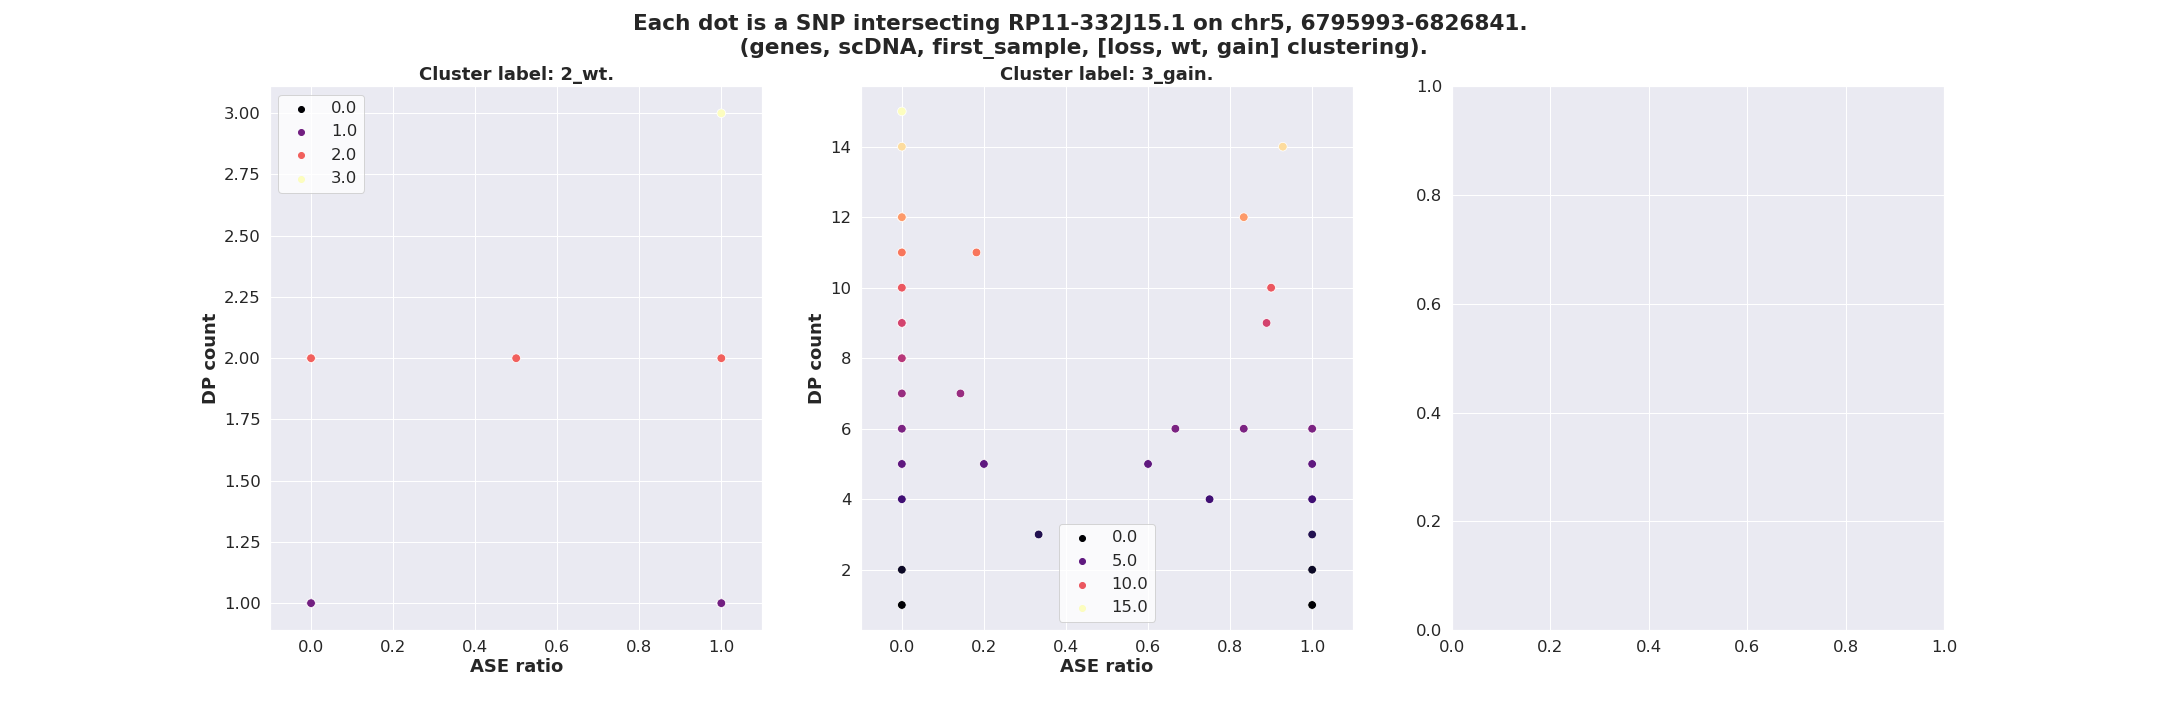 Each dot is a SNP intersecting RP11-332J15.1 on chr5, 6795993-6826841.
(genes, scDNA, first_sample, [loss, wt, gain] clustering).
Cluster label: 2_wt.
3.00
2.75
2.50
2.25
2.00
1.75
1.50
1.25
1.00
DP count
0.0
1.0
2.0
3.0
0.0 0.2 0.4 0.6 0.8 1.0
ASE ratio
Cluster label: 3_gain.
14
12
10
8
6
4
2
DP count
0.0
5.0
10.0
15.0
0.0 0.2 0.4 0.6 0.8 1.0
ASE ratio
1.0
0.8
0.6
0.4
0.2
0.0
0.0 0.2 0.4 0.6 0.8 1.0